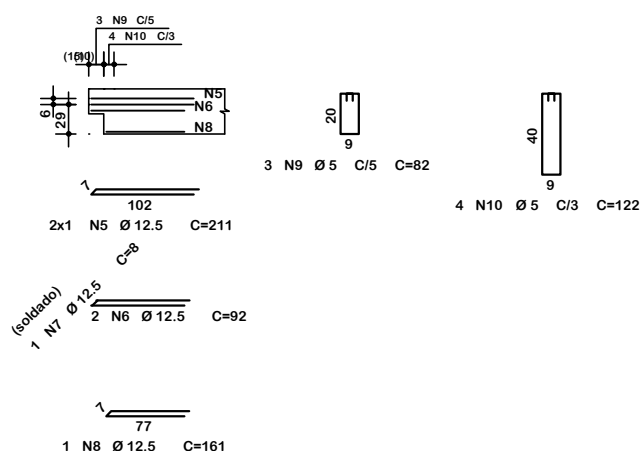 3 N9 C/5
4 N10 C/3
N5
N6
N8
6
29
20
9
3 N9 Ø 5 C/5 C=82
40
9
4 N10 Ø 5 C/3 C=122
7
102
2x1 N5 Ø 12.5 C=211
C=8
(soldado)
1 N7 Ø 12.5
2 N6 Ø 12.5 C=92
7
77
1 N8 Ø 12.5 C=161